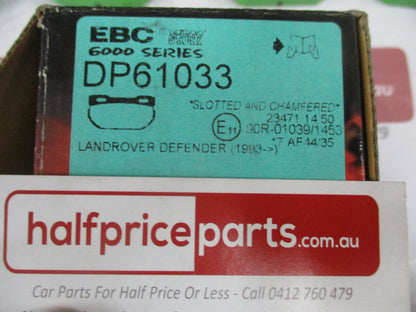 EBC
6000 SERIES
DP61033
"SLOTTED AND CHAMFERED"
23471 14 50
E11 90R-01039/1453
*7 AF44/35
LANDROVER DEFENDER (1993->)
halfpriceparts.com.au
Car Parts For Half Price Or Less - Call 0412 760 479